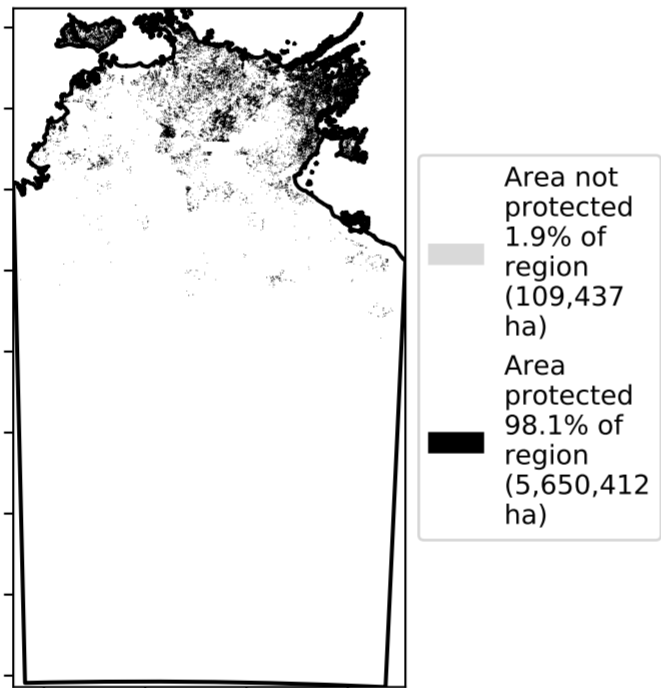 Area not
protected
1.9% of
region
(109,437
ha)
Area
protected
98.1% of
region
(5,650,412
ha)